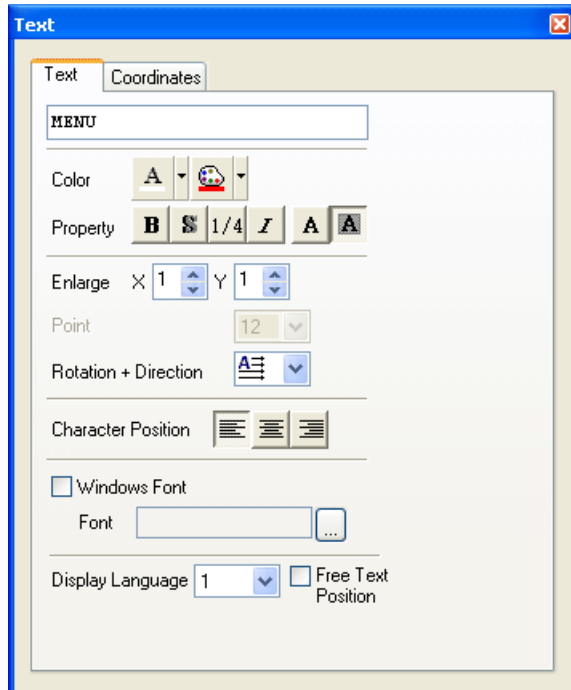 Text
Text Coordinates
MENU
Color A
Property B S 1/4 I A A
Enlarge X 1 Y 1
Point 12
Rotation + Direction A
Character Position
Windows Font
Font ...
Display Language 1 Free Text
Position